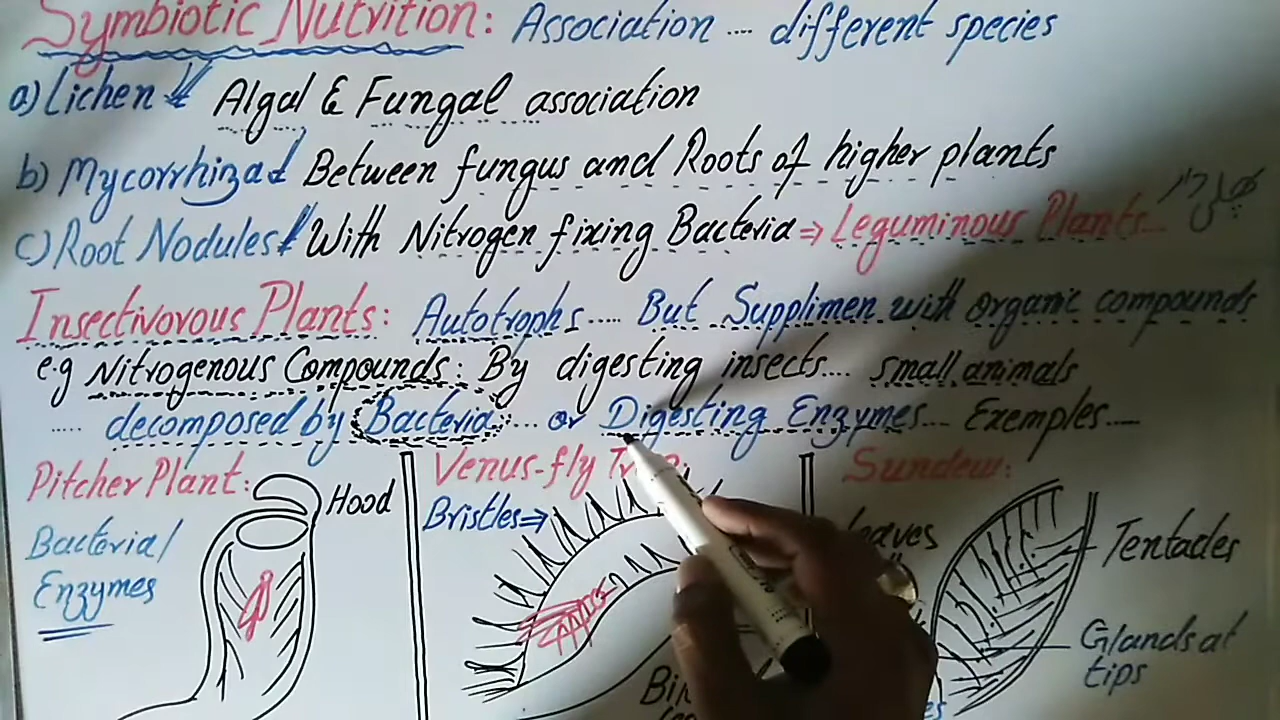 Symbiotic Nutrition: Association .... different species
a) Lichen Algal & Fungal association
b) Mycorrhizal Between fungus and Roots of higher plants
c) Root Nodules With Nitrogen fixing Bacteria ⇒ Leguminous Plants...
Insectivovous Plants: Autotrophs..... But Supplimen with organic compounds
e.g Nitrogenous Compounds: By digesting insects.... small animals
..... decomposed by Bacteria.... or Digesting Enzymes.... Exemples.....
Pitcher Plant:
Hood
Bacteria/
Enzymes
Venus-fly
Bristles ⇒
Sundew:
Tentacles
Glands at
tips